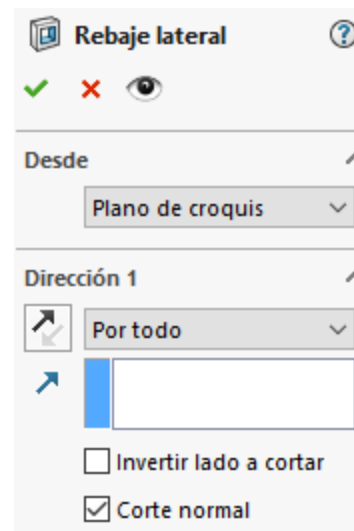 Rebaje lateral
Desde
Plano de croquis
Dirección 1
Por todo
Invertir lado a cortar
Corte normal